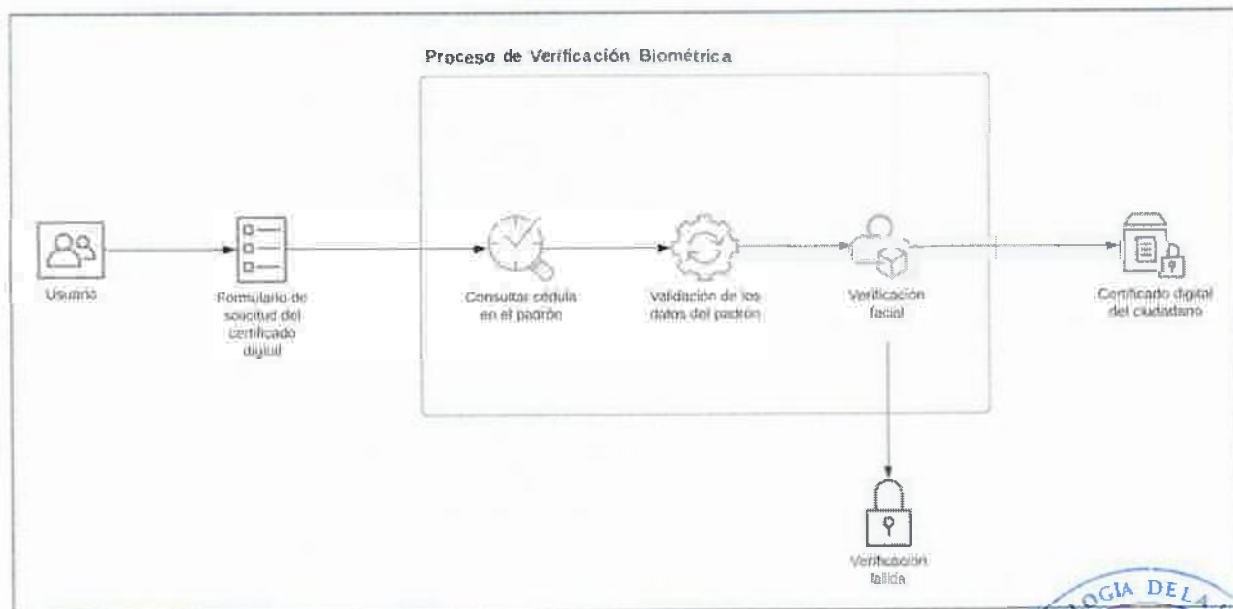 Proceso de Verificación Biométrica
Usuario
Formulario de
solicitud del
certificado
digital
Consultar cédula
en el padrón
Validación de los
datos del padrón
Verificación
facial
Certificado digital
del ciudadano
Verificación
fallida
OGIA DE LA